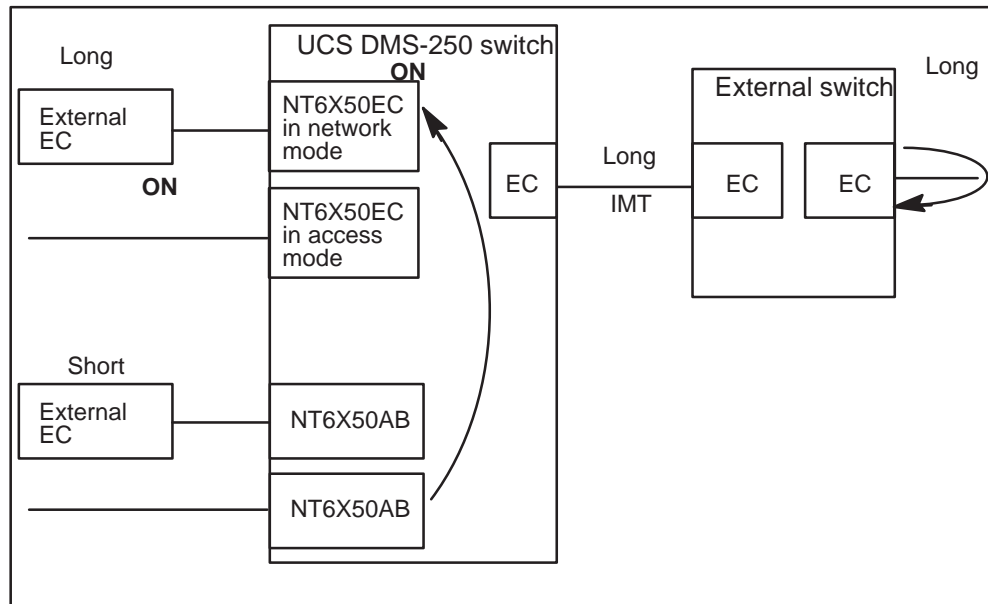 Long
UCS DMS-250 switch
ON
External
EC
NT6X50EC
in network
mode
ON
NT6X50EC
in access
mode
EC
Long
IMT
External switch
EC
EC
Long
Short
External
EC
NT6X50AB
NT6X50AB